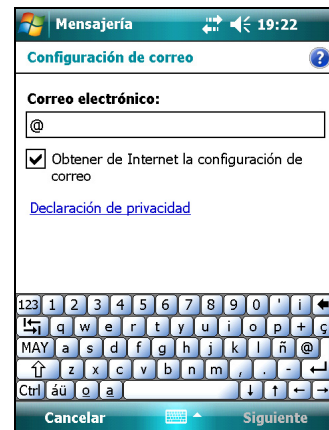 Mensajería 19:22
Configuración de correo ?
Correo electrónico:
@
Obtener de Internet la configuración de
correo
Declaración de privacidad
123 1 2 3 4 5 6 7 8 9 0 ' i
q w e r t y u i o p + ç
MAY a s d f g h j k l ñ @
z x c v b n m , . -
Ctrl áü º ª
Cancelar Siguiente